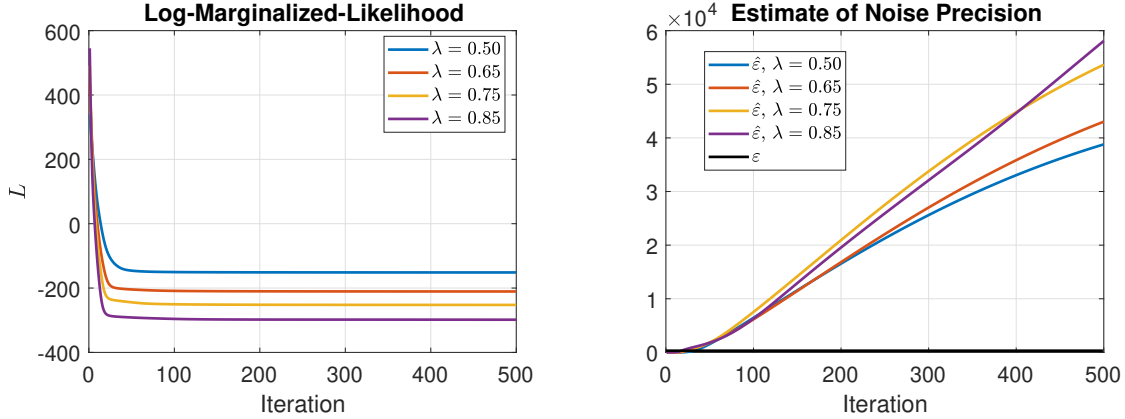 Log-Marginalized-Likelihood
600
400
200
0
-200
-400
L
0
100
200
300
400
500
Iteration
λ = 0.50
λ = 0.65
λ = 0.75
λ = 0.85
Estimate of Noise Precision
×10⁴
6
5
4
3
2
1
0
0
100
200
300
400
500
Iteration
ε̂, λ = 0.50
ε̂, λ = 0.65
ε̂, λ = 0.75
ε̂, λ = 0.85
ε